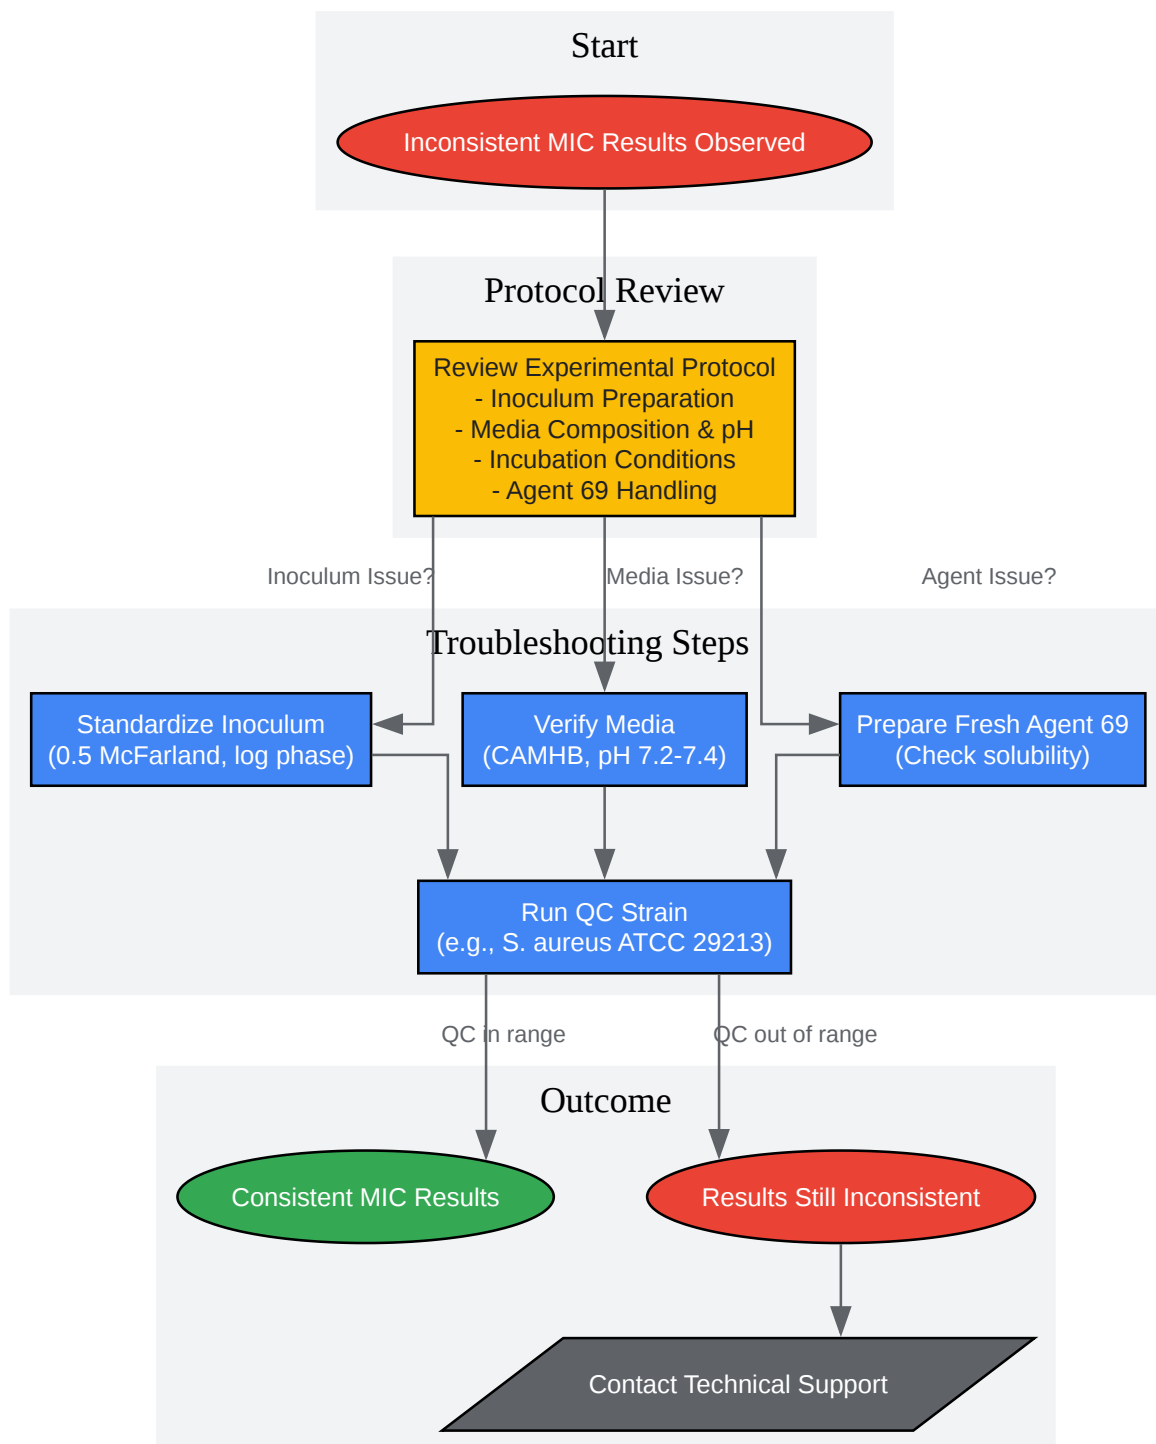 Start
Inconsistent MIC Results Observed
Protocol Review
Review Experimental Protocol
- Inoculum Preparation
- Media Composition & pH
- Incubation Conditions
- Agent 69 Handling
Inoculum Issue?
Media Issue?
Agent Issue?
Troubleshooting Steps
Standardize Inoculum
(0.5 McFarland, log phase)
Verify Media
(CAMHB, pH 7.2-7.4)
Prepare Fresh Agent 69
(Check solubility)
Run QC Strain
(e.g., S. aureus ATCC 29213)
QC in range
QC out of range
Outcome
Consistent MIC Results
Results Still Inconsistent
Contact Technical Support